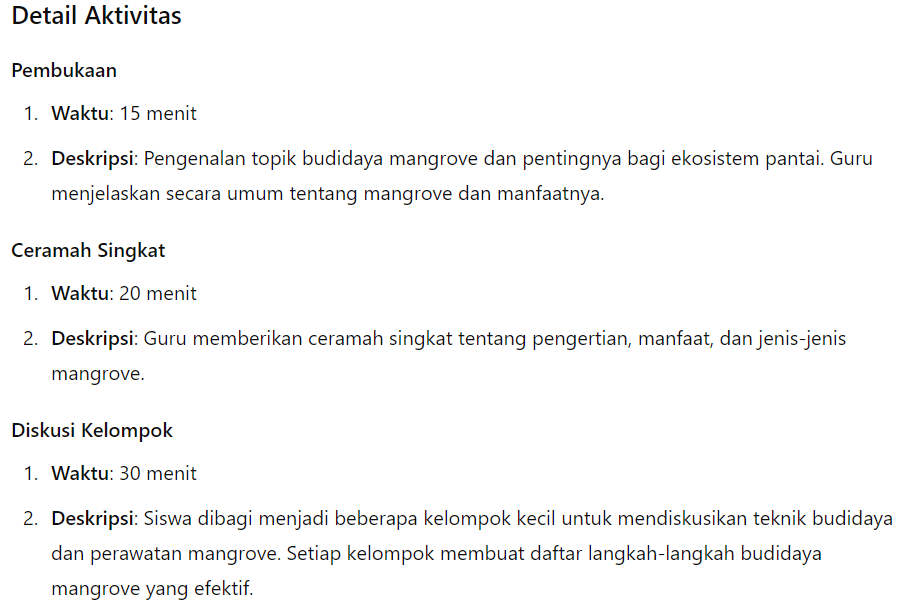 Detail Aktivitas
Pembukaan
1. Waktu: 15 menit
2. Deskripsi: Pengenalan topik budidaya mangrove dan pentingnya bagi ekosistem pantai. Guru
menjelaskan secara umum tentang mangrove dan manfaatnya.
Ceramah Singkat
1. Waktu: 20 menit
2. Deskripsi: Guru memberikan ceramah singkat tentang pengertian, manfaat, dan jenis-jenis
mangrove.
Diskusi Kelompok
1. Waktu: 30 menit
2. Deskripsi: Siswa dibagi menjadi beberapa kelompok kecil untuk mendiskusikan teknik budidaya
dan perawatan mangrove. Setiap kelompok membuat daftar langkah-langkah budidaya
mangrove yang efektif.